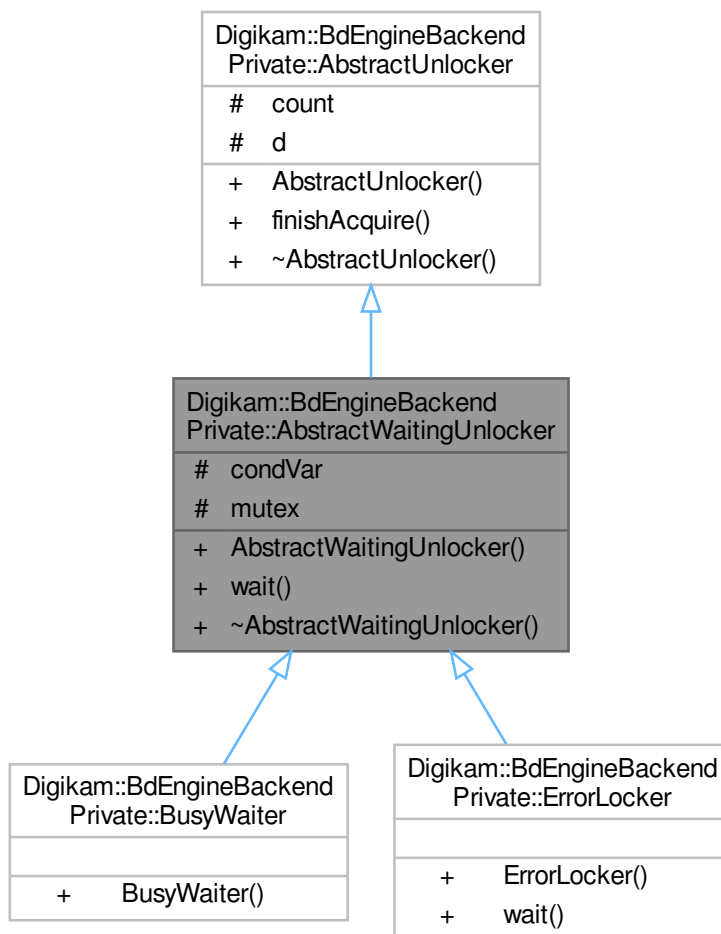 Digikam::BdEngineBackend
Private::AbstractUnlocker
# count
# d
+ AbstractUnlocker()
+ finishAcquire()
+ ~AbstractUnlocker()
Digikam::BdEngineBackend
Private::AbstractWaitingUnlocker
# condVar
# mutex
+ AbstractWaitingUnlocker()
+ wait()
+ ~AbstractWaitingUnlocker()
Digikam::BdEngineBackend
Private::BusyWaiter
+ BusyWaiter()
Digikam::BdEngineBackend
Private::ErrorLocker
+ ErrorLocker()
+ wait()